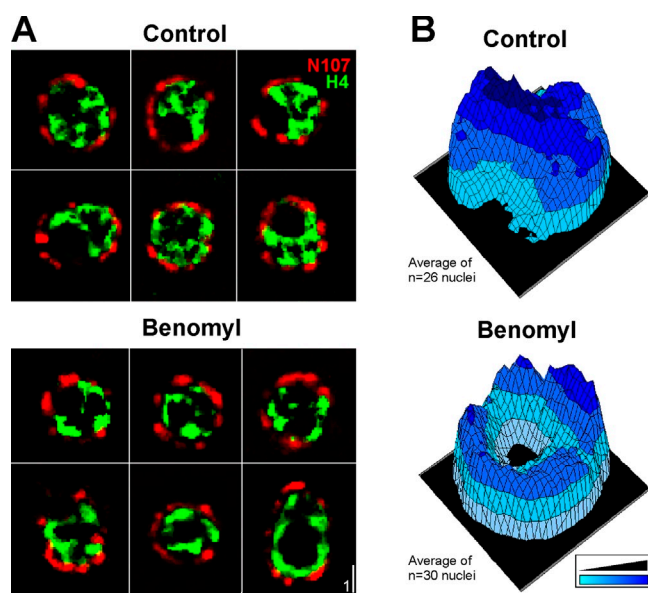 A
Control
N107
H4
Benomyl
1
B
Control
Average of
n=26 nuclei
Benomyl
Average of
n=30 nuclei